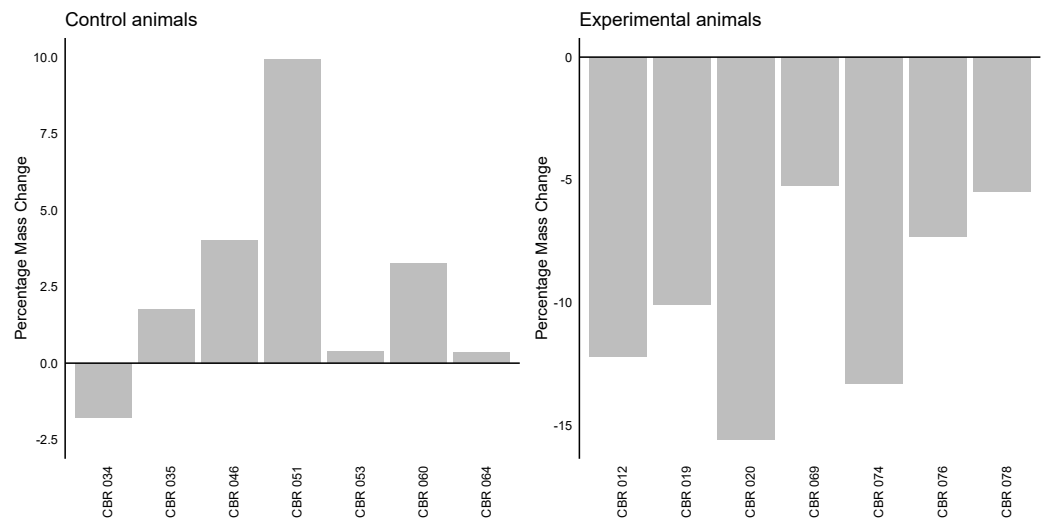 Control animals
Percentage Mass Change
10.0
7.5
5.0
2.5
0.0
-2.5
CBR 034
CBR 035
CBR 046
CBR 051
CBR 053
CBR 060
CBR 064
Experimental animals
Percentage Mass Change
0
-5
-10
-15
CBR 012
CBR 019
CBR 020
CBR 069
CBR 074
CBR 076
CBR 078